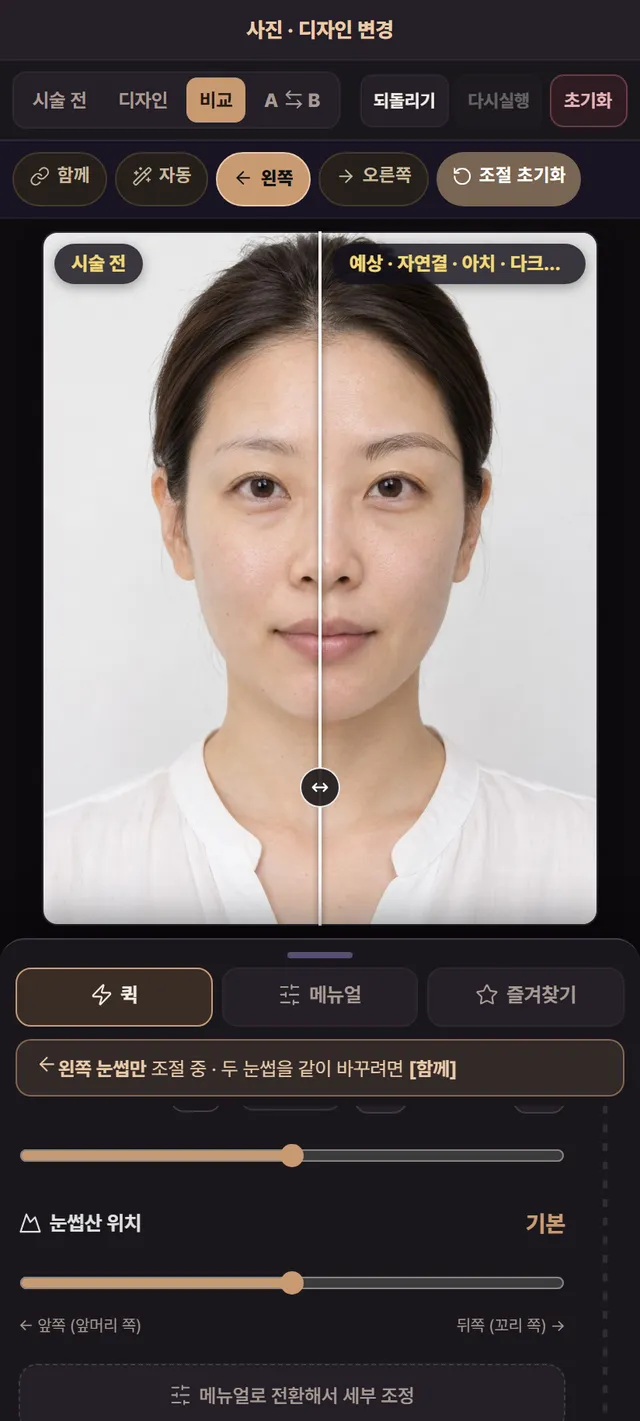 사진 · 디자인 변경
시술 전 디자인 비교 A ⇆ B 되돌리기 다시실행 초기화
함께 자동 ← 왼쪽 → 오른쪽 조절 초기화
시술 전 예상 · 자연결 · 아치 · 다크...
퀵 메뉴얼 즐겨찾기
← 왼쪽 눈썹만 조절 중 · 두 눈썹을 같이 바꾸려면 [함께]
눈썹산 위치 기본
← 앞쪽 (앞머리 쪽) 뒤쪽 (꼬리 쪽) →
메뉴얼로 전환해서 세부 조정